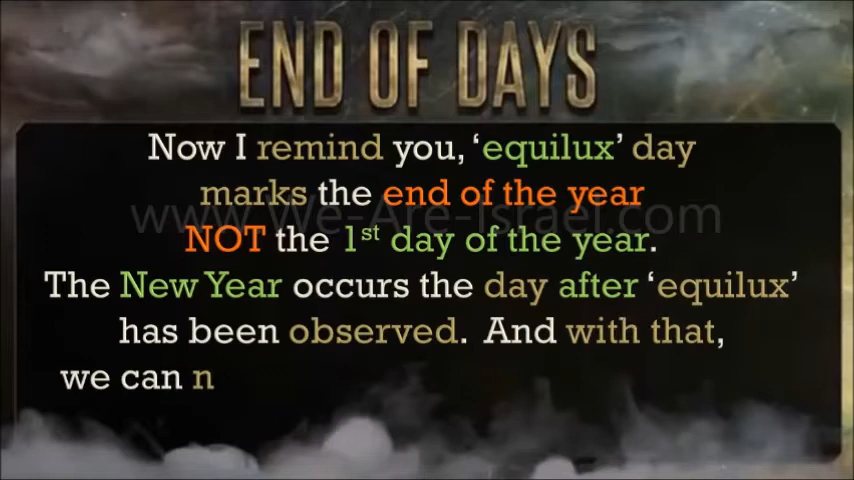 END OF DAYS
Now I remind you, ‘equilux’ day
marks the end of the year
www.We-Are-Israel.com
NOT the 1st day of the year.
The New Year occurs the day after ‘equilux’
has been observed. And with that,
we can n